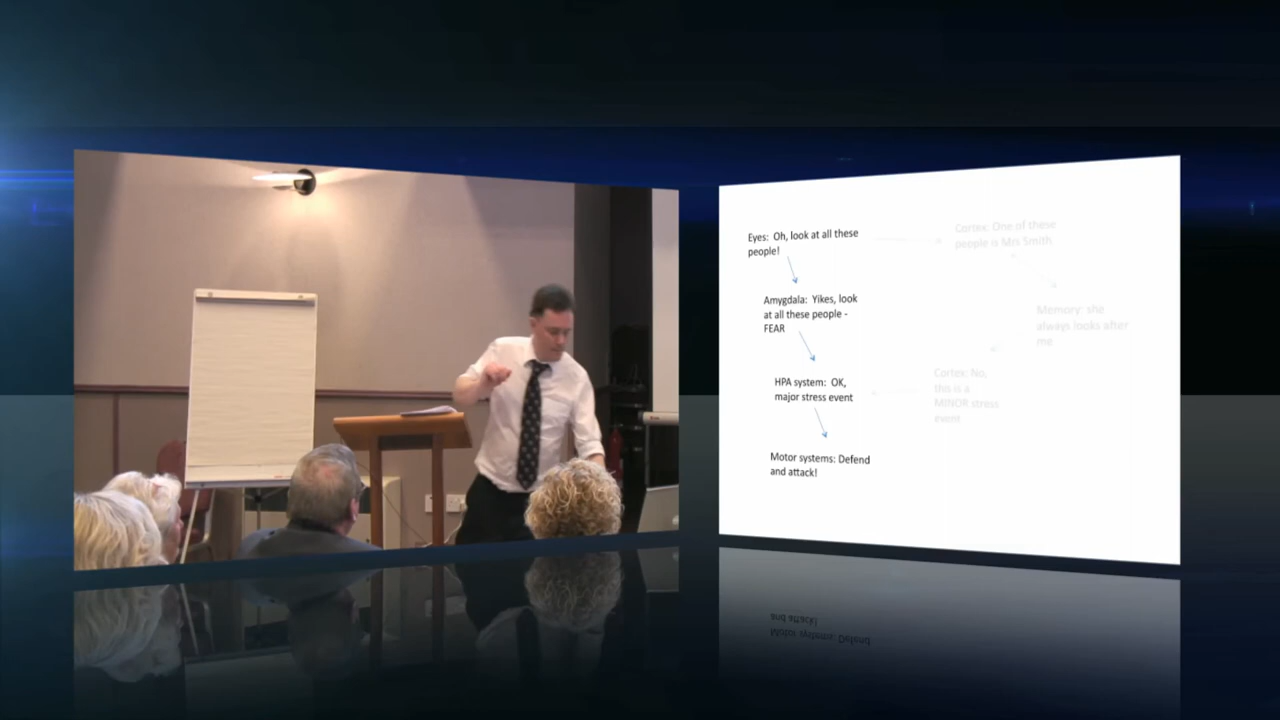 Eyes: Oh, look at all these
people!
Amygdala: Yikes, look
at all these people -
FEAR
HPA system: OK,
major stress event
Motor systems: Defend
and attack!
Cortex: One of these
people is Mrs Smith
Memory: she
always looks after
me
Cortex: No,
this is a
MINOR stress
event